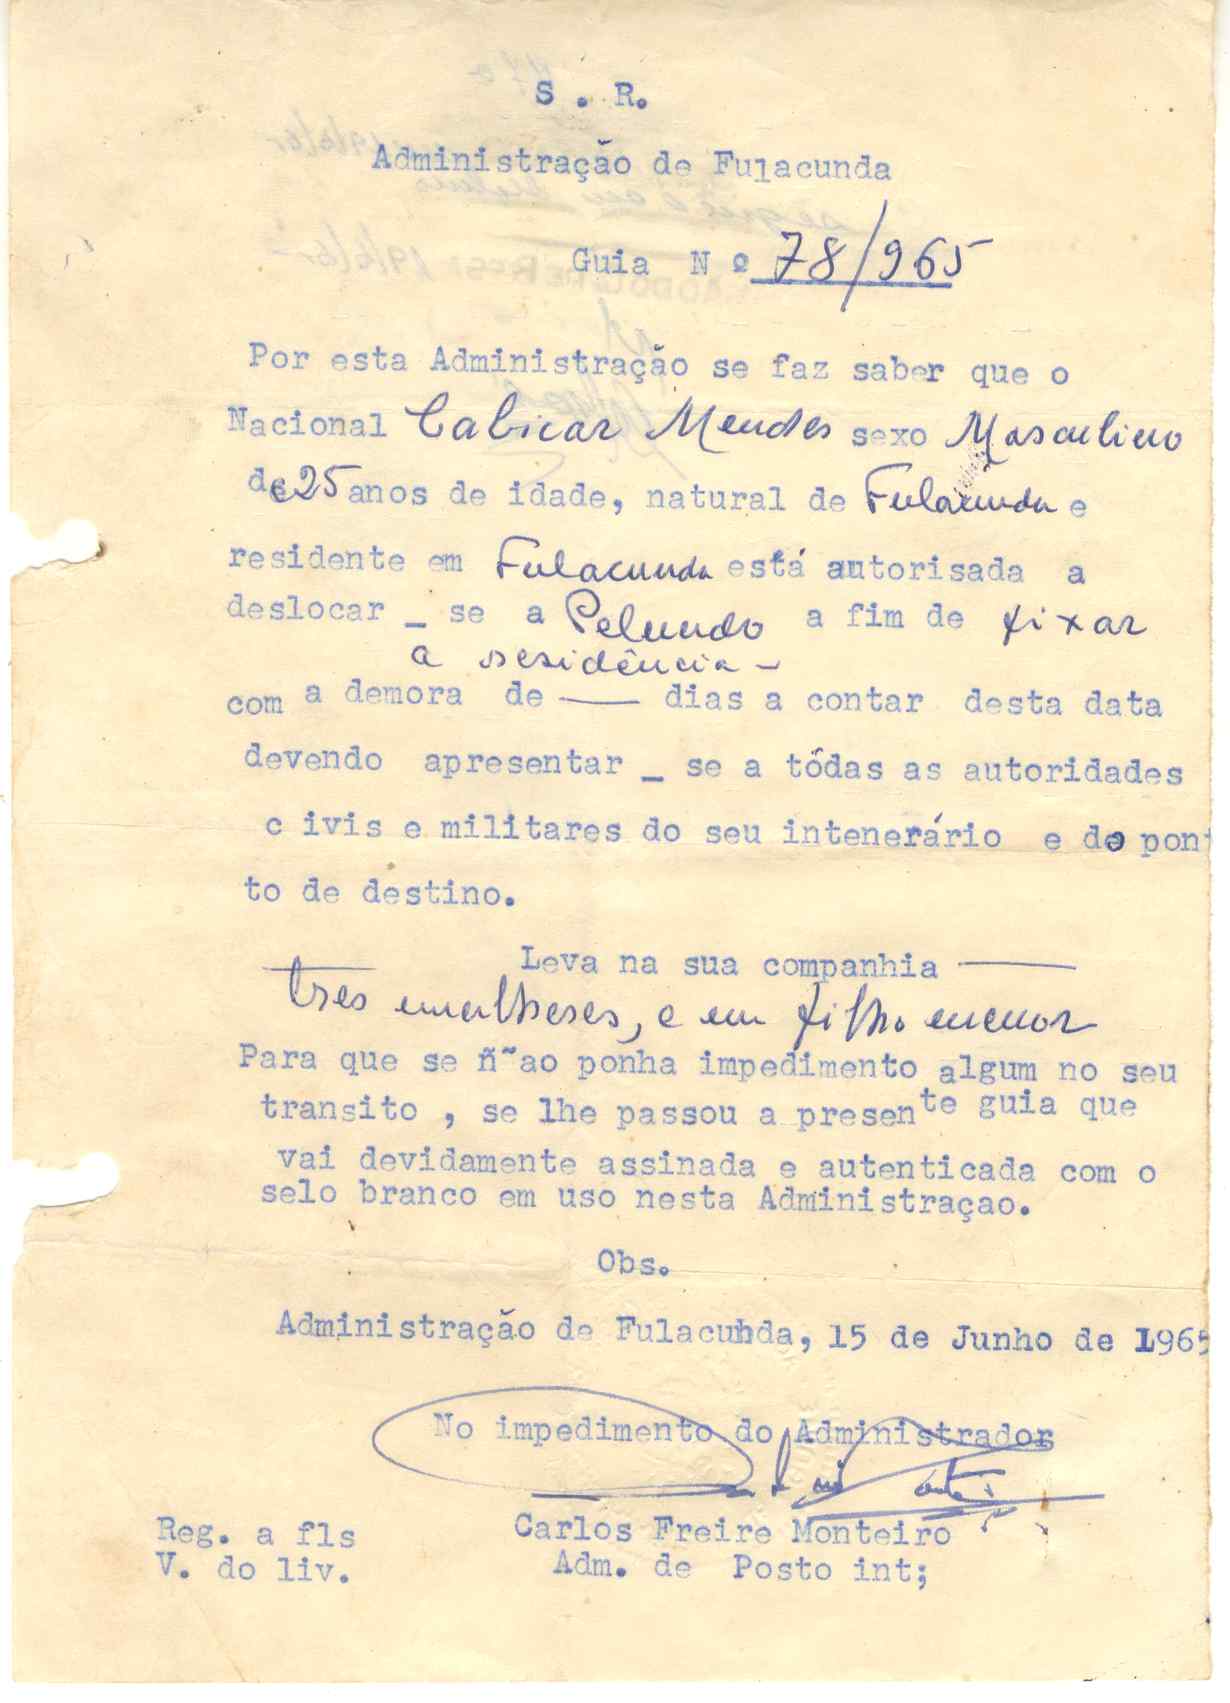 S . R.
Administração de Fulacunda
Guia Nº 78/965
Por esta Administração se faz saber que o
Nacional Cabicar Mendes sexo Masculino
de 25 anos de idade, natural de Fulacunda e
residente em Fulacunda está autorisada a
deslocar _ se a Pelundo a fim de fixar
a residência -
com a demora de — dias a contar desta data
devendo apresentar _ se a tôdas as autoridades
c ivis e militares do seu intenerário e do pont
to de destino.
Leva na sua companhia —
— tres mulheres, e um filho menor
Para que se ñ~ao ponha impedimento algum no seu
transito , se lhe passou a presente guia que
vai devidamente assinada e autenticada com o
selo branco em uso nesta Administraçao.
Obs.
Administração de Fulacunda, 15 de Junho de 1965
No impedimento do Administrador
Carlos Freire Monteiro
Adm. de Posto int;
Reg. a fls
V. do liv.